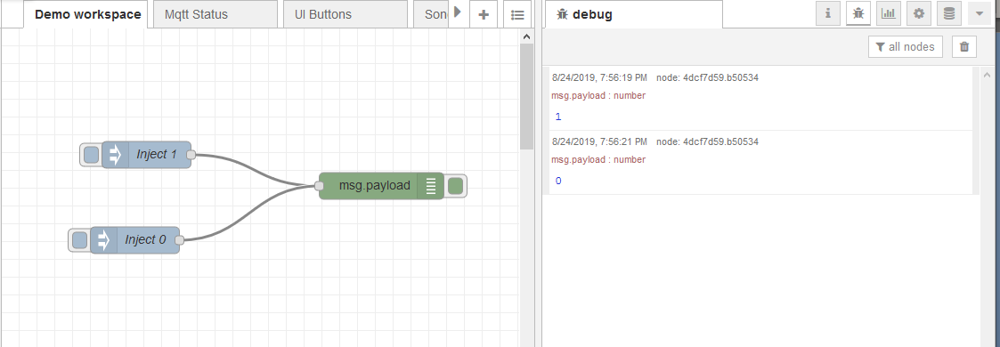 Demo workspace
Mqtt Status
UI Buttons
Son
debug
all nodes
8/24/2019, 7:56:19 PM node: 4dcf7d59.b50534
msg.payload : number
1
8/24/2019, 7:56:21 PM node: 4dcf7d59.b50534
msg.payload : number
0
Inject 1
msg.payload
Inject 0